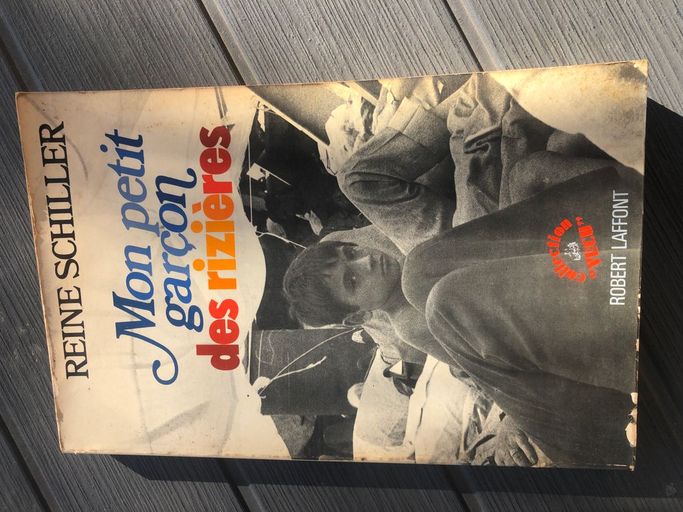 REINE SCHILLER
Mon petit
garçon
des rizières
collection
"VÉCU"
ROBERT LAFFONT